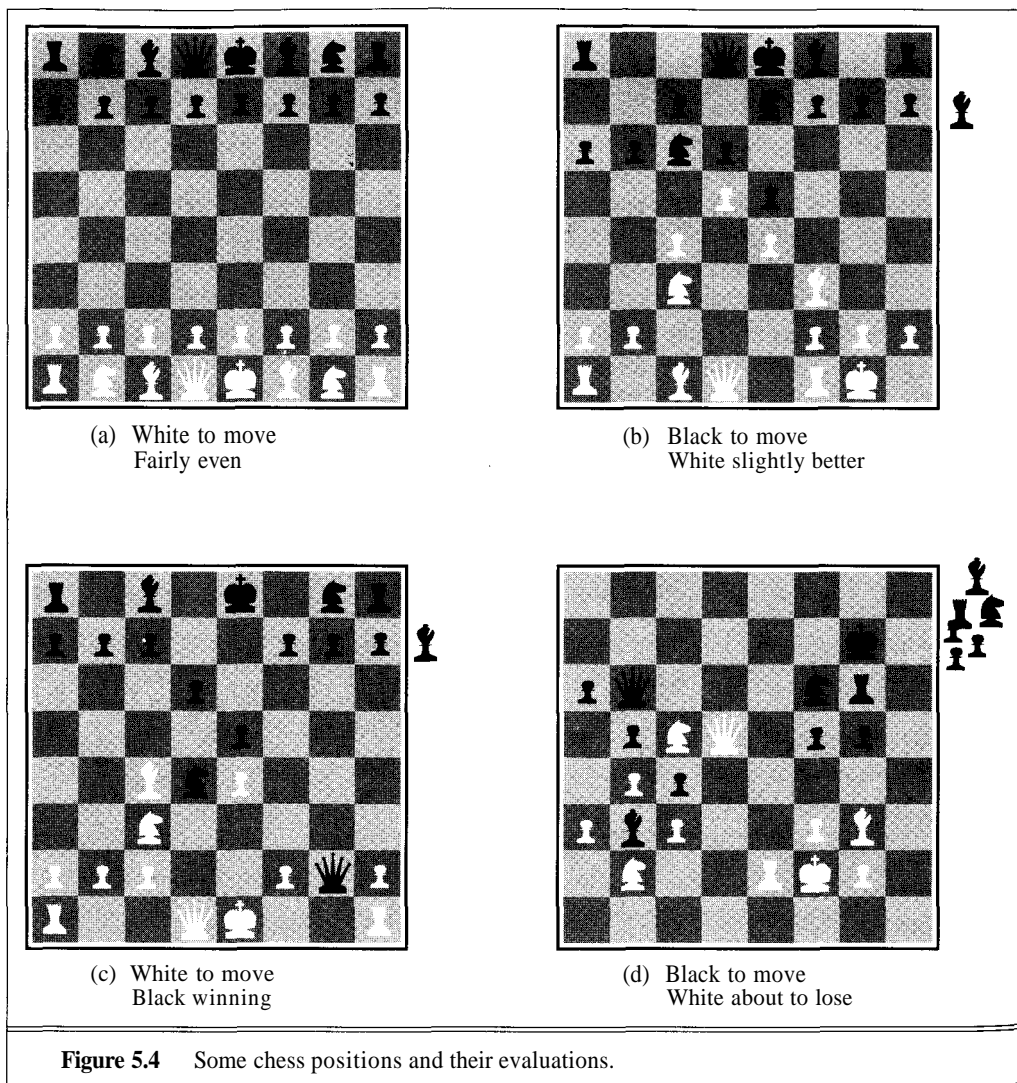 (a) White to move
Fairly even
(b) Black to move
White slightly better
(c) White to move
Black winning
(d) Black to move
White about to lose
Figure 5.4 Some chess positions and their evaluations.